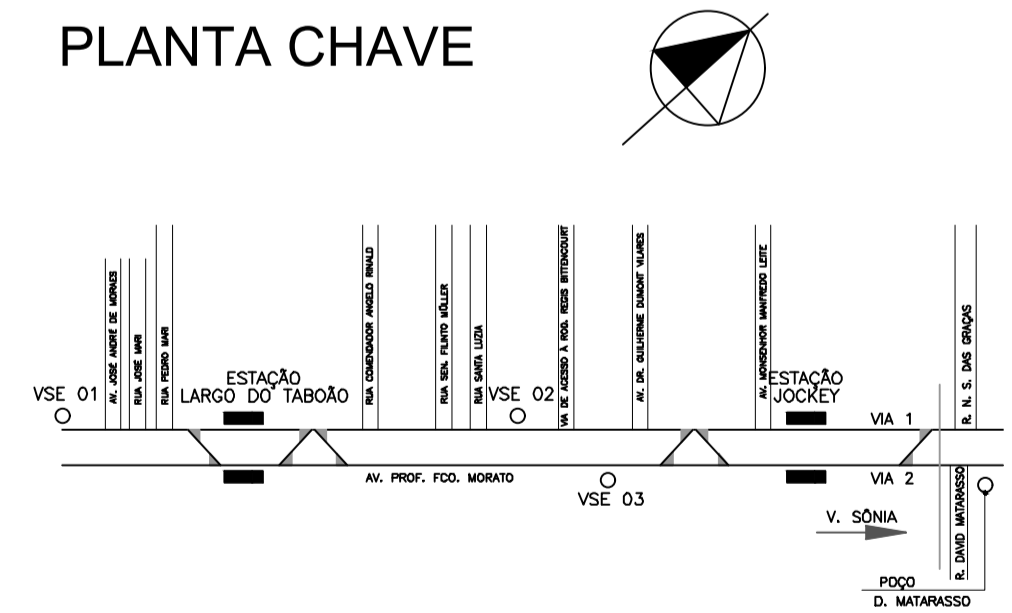 PLANTA CHAVE
AV. JOSÉ ANDRÉ DE MORAES
RUA JOSÉ MARI
RUA PEDRO MARI
RUA COMENDADOR ANGELO RINALD
RUA SEN. FILINTO MÜLLER
RUA SANTA LUZIA
VIA DE ACESSO À ROD. REGIS BITTENCOURT
AV. DR. GUILHERME DUMONT VILARES
AV. MONSENHOR MANFREDO LEITE
R. N. S. DAS GRAÇAS
VSE 01
ESTAÇÃO
LARGO DO TABOÃO
VSE 02
ESTAÇÃO
JOCKEY
VIA 1
AV. PROF. FCO. MORATO
VSE 03
VIA 2
V. SÔNIA
R. DAVID MATARASSO
POÇO
D. MATARASSO